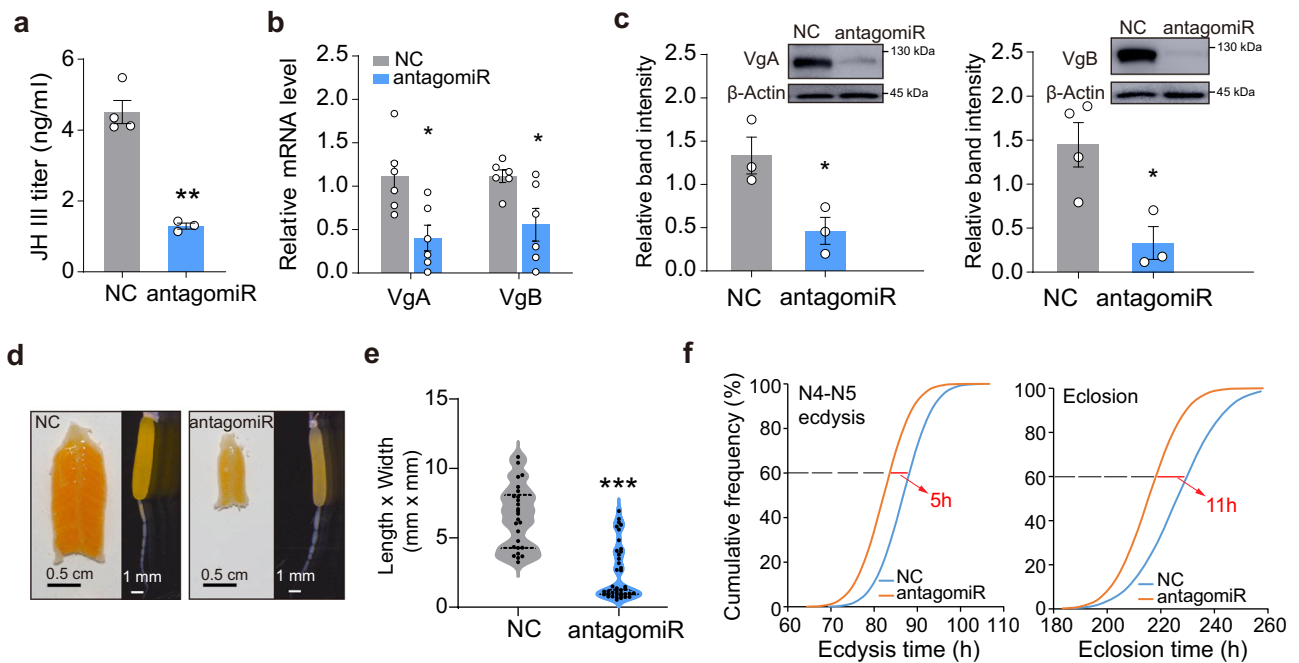 a
JH III titer (ng/ml)
6
4
2
0
**
NC antagomiR
b
Relative mRNA level
NC
antagomiR
2.5
2.0
1.5
1.0
0.5
0.0
* *
VgA VgB
c
Relative band intensity
2.5
2.0
1.5
1.0
0.5
0.0
NC antagomiR
VgA
130 kDa
β-Actin
45 kDa
*
NC antagomiR
Relative band intensity
2.5
2.0
1.5
1.0
0.5
0.0
NC antagomiR
VgB
130 kDa
β-Actin
45 kDa
*
NC antagomiR
d
NC
0.5 cm
1 mm
antagomiR
0.5 cm
1 mm
e
Length x Width
(mm x mm)
15
10
5
0
***
NC antagomiR
f
Cumulative frequency (%)
100
80
60
40
20
0
N4-N5
ecdysis
5h
NC
antagomiR
60 70 80 90 100 110
Ecdysis time (h)
100
80
60
40
20
0
Eclosion
11h
NC
antagomiR
180 200 220 240 260
Eclosion time (h)